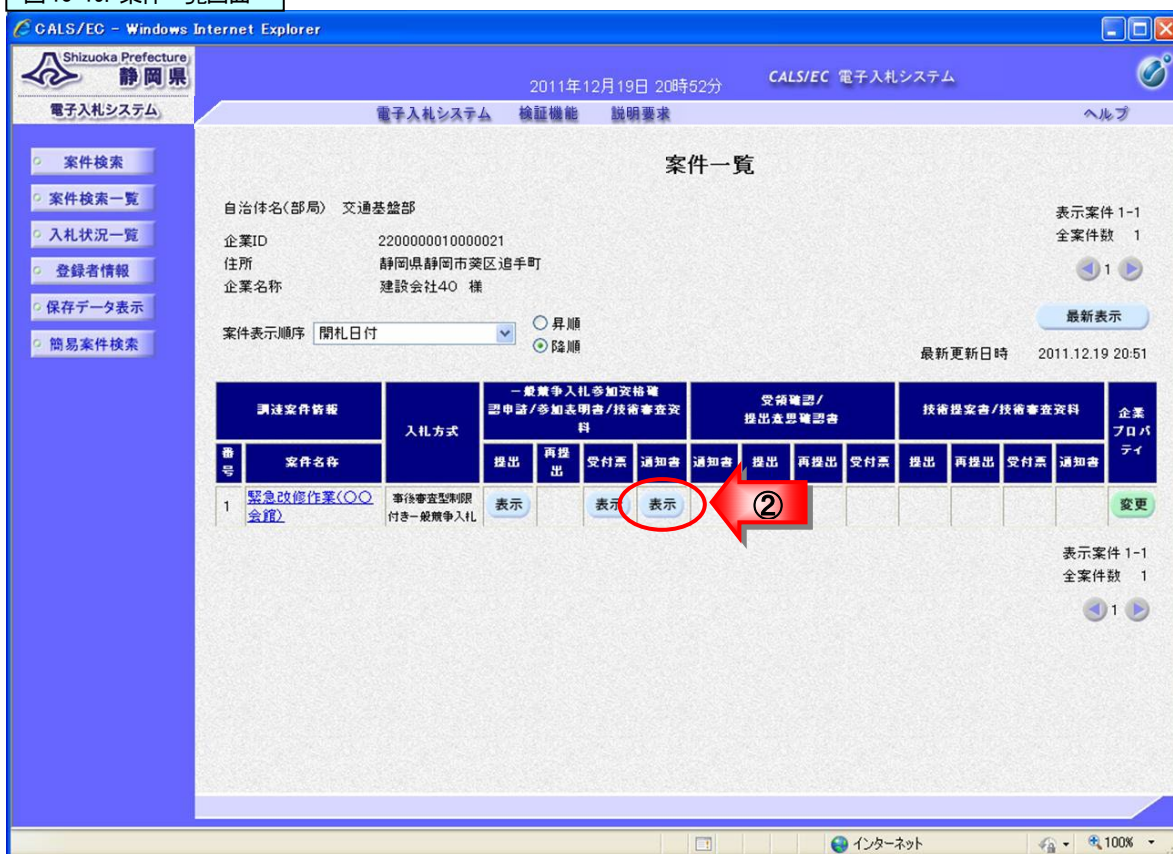 CALS/EC - Windows Internet Explorer
Shizuoka Prefecture
静岡県
2011年12月19日 20時52分
CALS/EC 電子入札システム
電子入札システム
電子入札システム 検証機能 説明要求
ヘルプ
案件検索
案件検索一覧
入札状況一覧
登録者情報
保存データ表示
簡易案件検索
案件一覧
自治体名(部局) 交通基盤部
企業ID 2200000010000021
住所 静岡県静岡市葵区追手町
企業名称 建設会社40 様
表示案件 1-1
全案件数 1
1
案件表示順序 開札日付
昇順
降順
最新表示
最新更新日時 2011.12.19 20:51
調達案件情報
入札方式
一般競争入札参加資格確
認申請/参加表明書/技術審査資
料
受領確認/
提出意思確認書
技術提案書/技術審査資料
企業
プロパ
ティ
番号
案件名称
提出 再提出 受付票 通知書 通知書 提出 再提出 受付票 提出 再提出 受付票 通知書
1
緊急改修作業(〇〇
会館)
事後審査型制限
付き一般競争入札
表示 表示 表示
②
変更
表示案件 1-1
全案件数 1
1
インターネット
100%